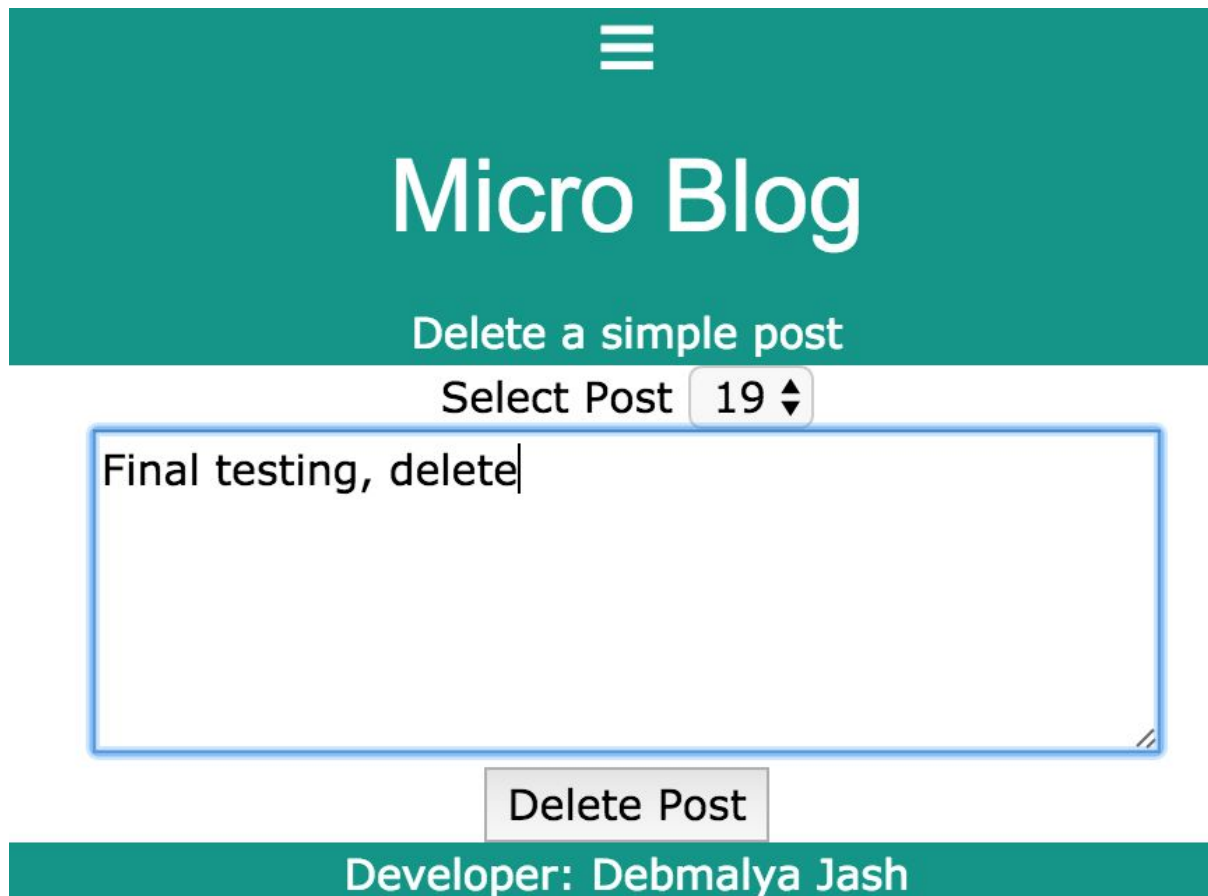 Micro Blog
Delete a simple post
Select Post 19
Final testing, delete
Delete Post
Developer: Debmalya Jash